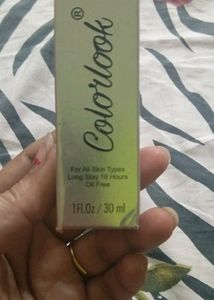 Colorlook®
For All Skin Types
Long Stay 16 Hours
Oil Free
1Fl.Oz / 30 ml